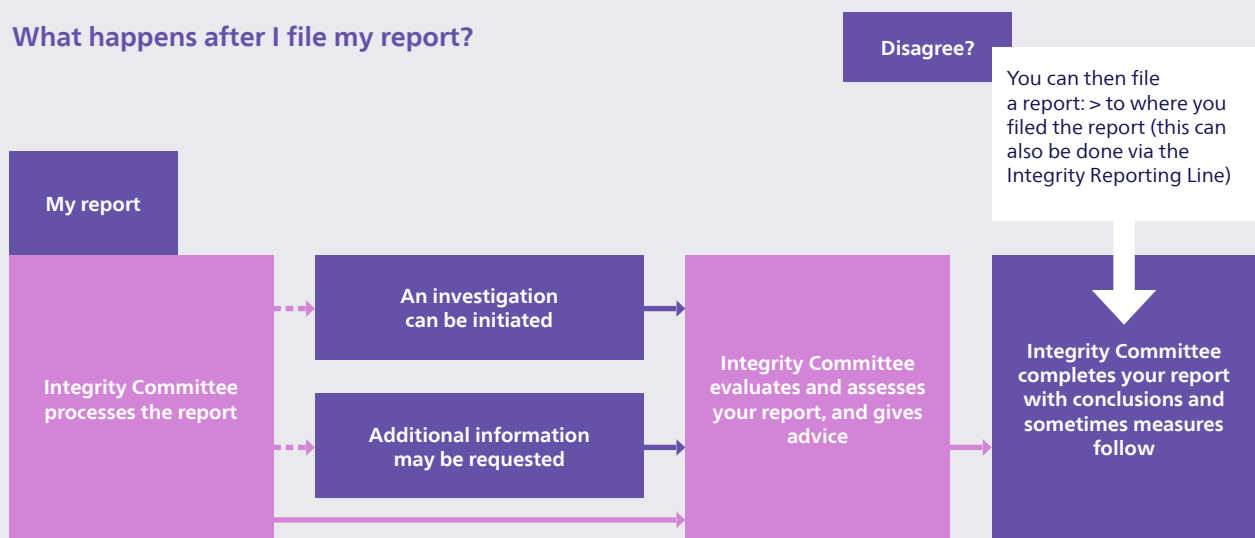 What happens after I file my report?
Disagree?
You can then file
a report: > to where you
filed the report (this can
also be done via the
Integrity Reporting Line)
My report
Integrity Committee
processes the report
An investigation
can be initiated
Additional information
may be requested
Integrity Committee
evaluates and assesses
your report, and gives
advice
Integrity Committee
completes your report
with conclusions and
sometimes measures
follow